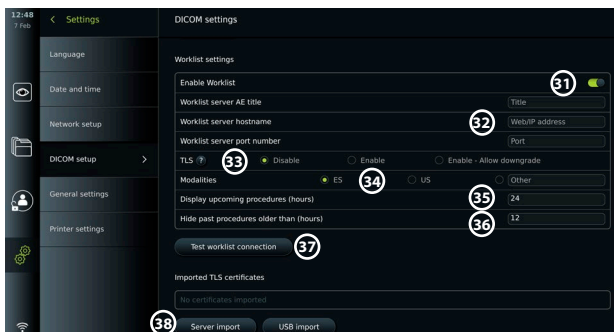 12:48
7 Feb
< Settings
Language
Date and time
Network setup
DICOM setup >
General settings
Printer settings
DICOM settings
Worklist settings
Enable Worklist 31
Worklist server AE title Title
Worklist server hostname 32 Web/IP address
Worklist server port number Port
TLS ? 33 Disable Enable Enable - Allow downgrade
Modalities ES 34 US Other
Display upcoming procedures (hours) 35 24
Hide past procedures older than (hours) 36 12
Test worklist connection 37
Imported TLS certificates
No certificates imported
38 Server import USB import